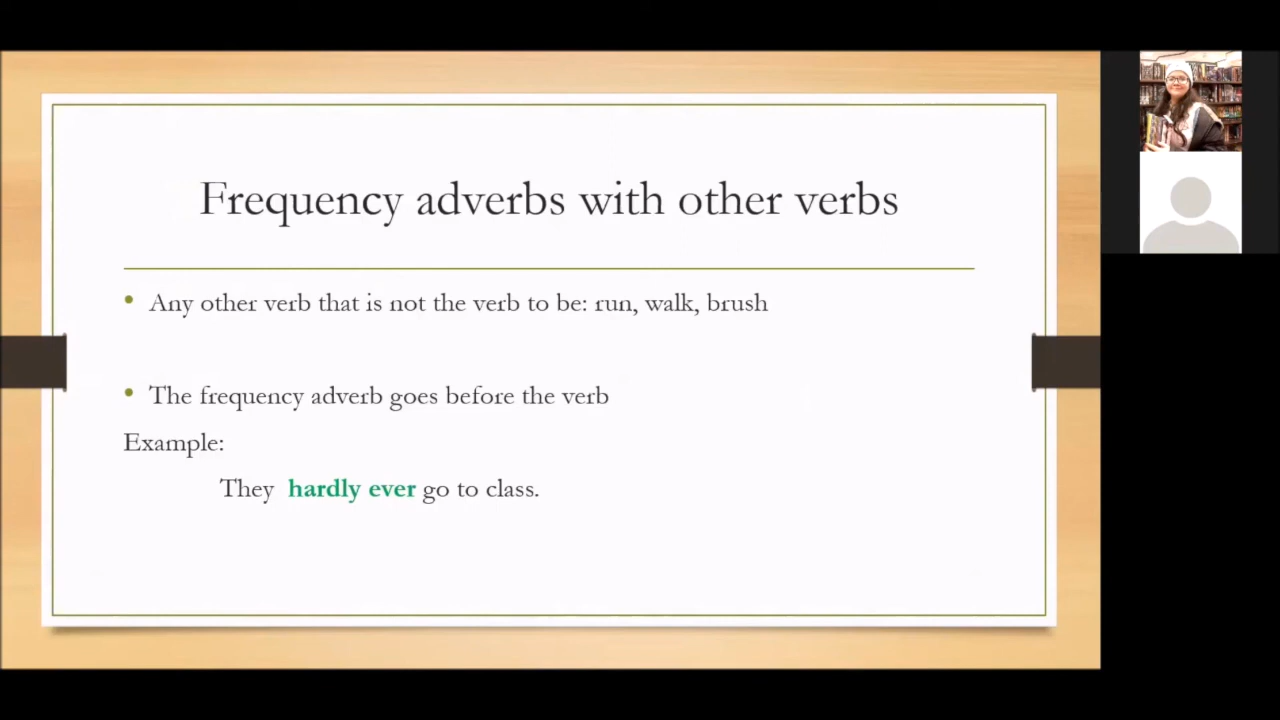 Frequency adverbs with other verbs
• Any other verb that is not the verb to be: run, walk, brush
• The frequency adverb goes before the verb
Example:
They hardly ever go to class.